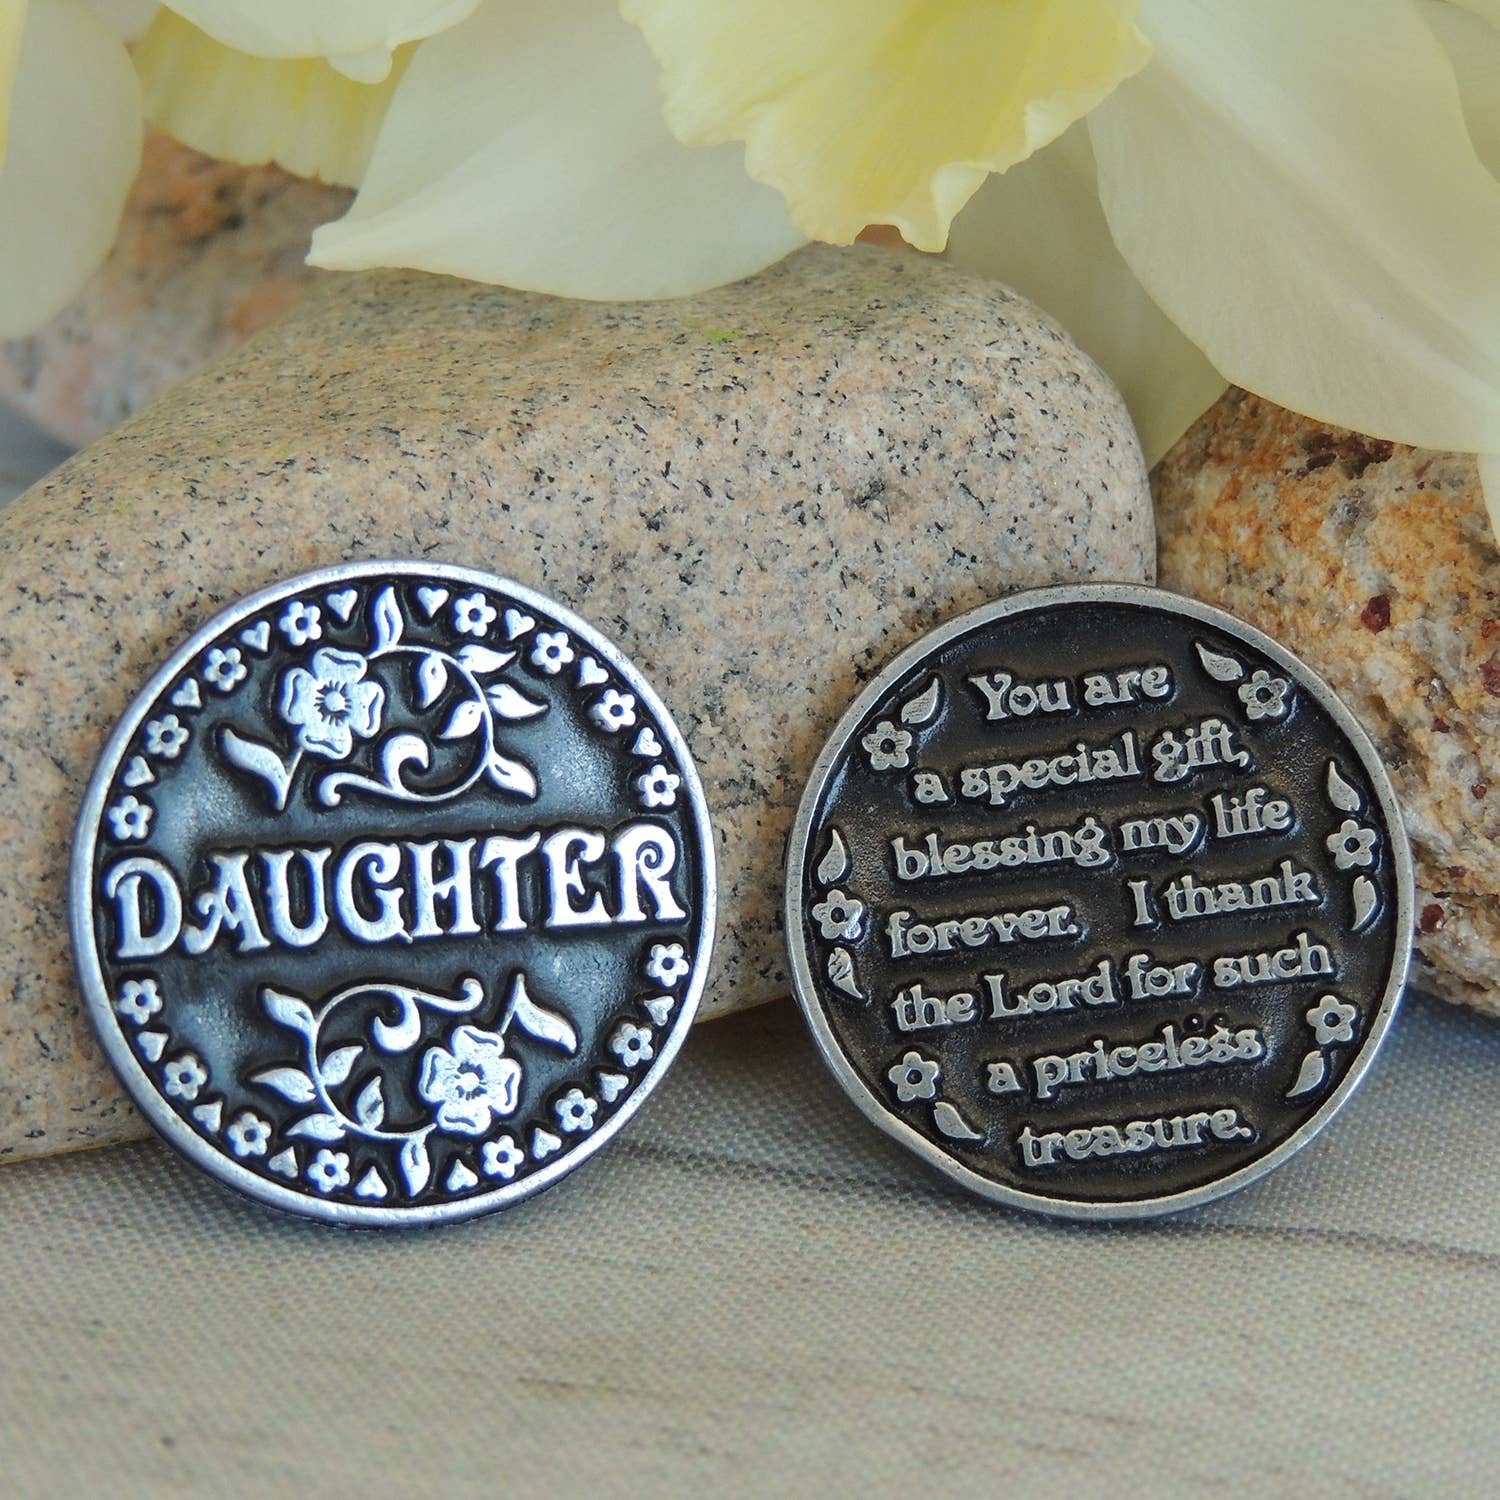 DAUGHTER
You are
a special gift,
blessing my life
forever. I thank
the Lord for such
a priceless
treasure.